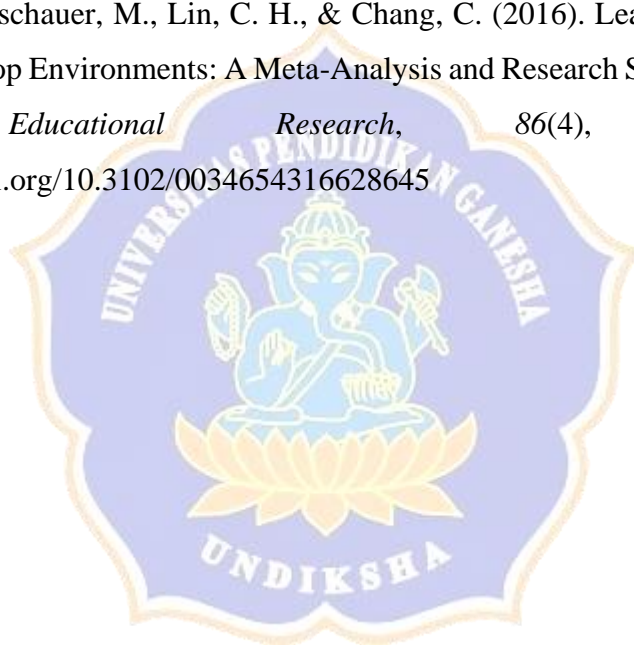 schauer, M., Lin, C. H., & Chang, C. (2016). Lea
op Environments: A Meta-Analysis and Research S
Educational Research, 86(4),
.org/10.3102/0034654316628645
UNIVERSITAS PENDIDIKAN GANESHA
UNDIKSHA